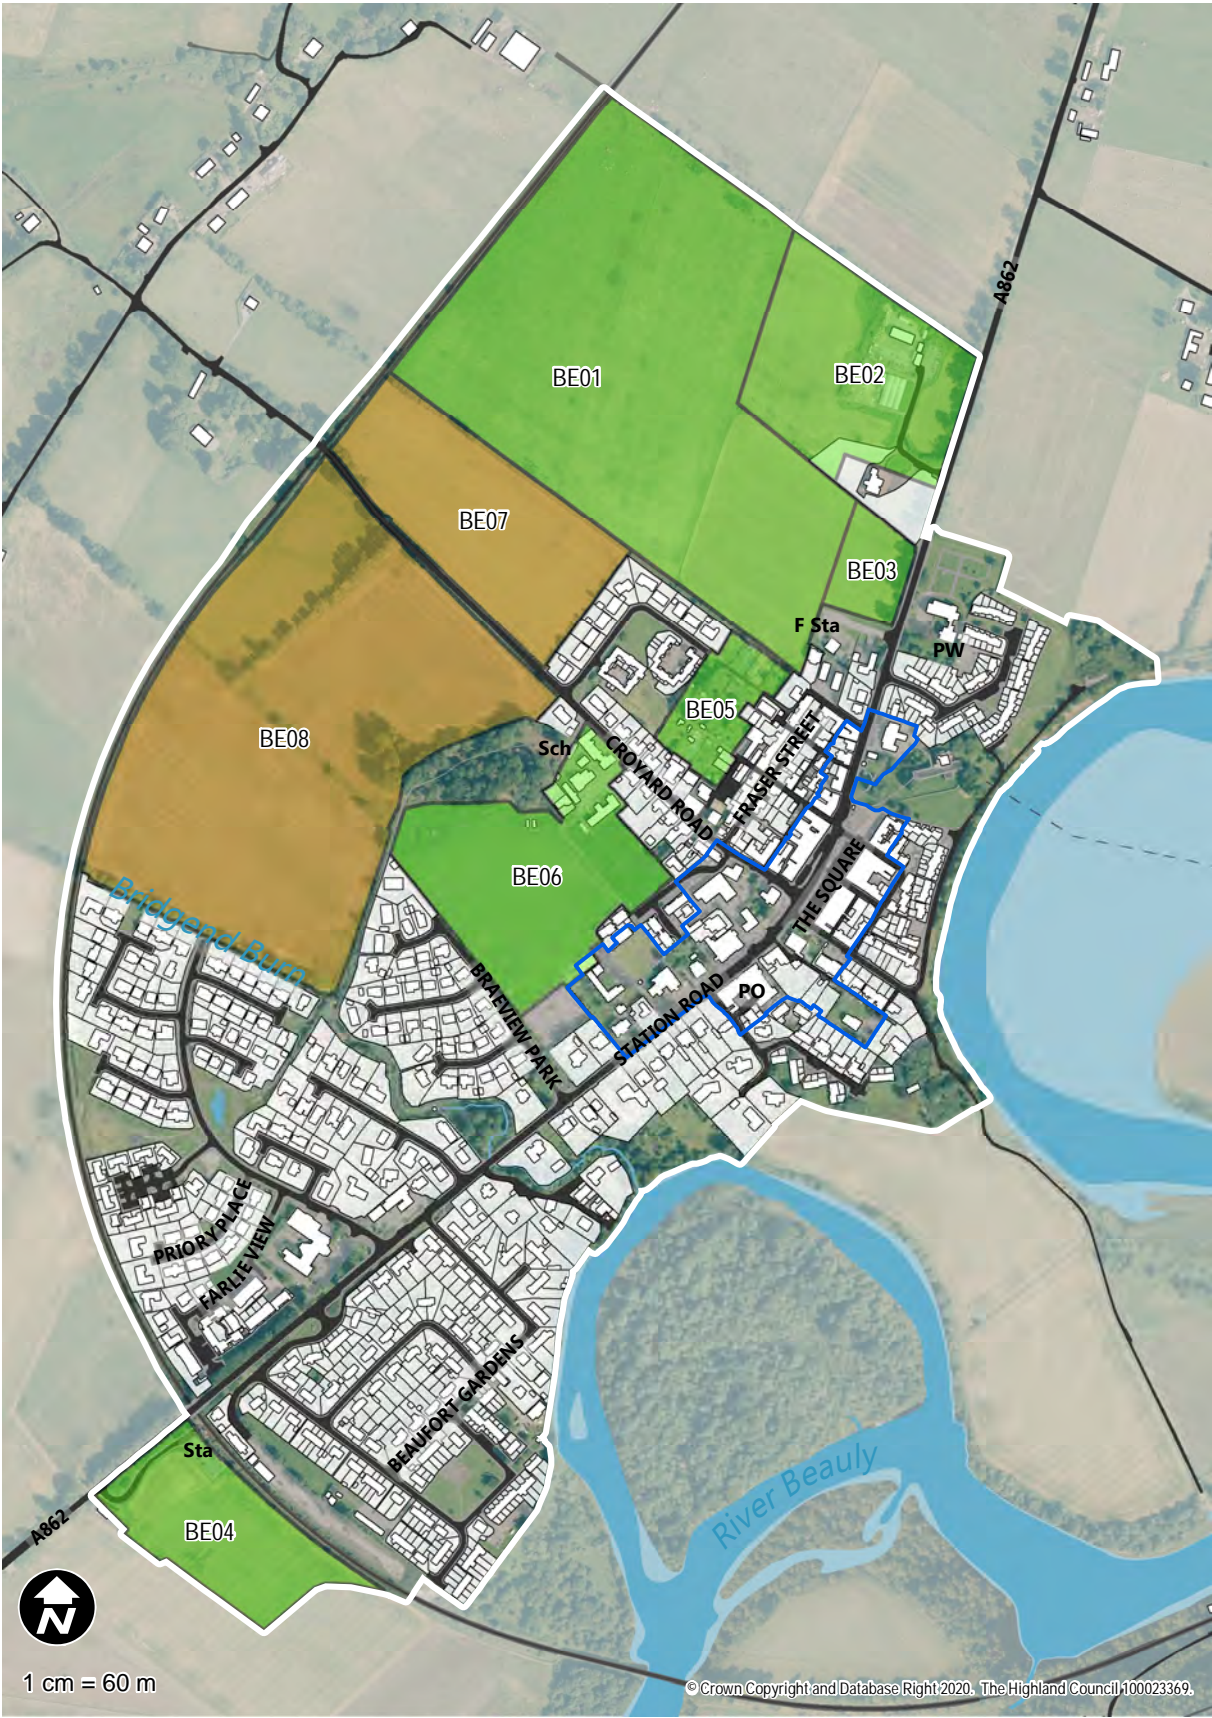 A862
BE01
BE02
BE07
BE03
F Sta
PW
BE05
BE08
Sch
CROYARD ROAD
FRASER STREET
THE SQUARE
BE06
Bridgend Burn
BRAEVIEW PARK
STATION ROAD
PO
PRIORY PLACE
FARLIE VIEW
BEAUFORT GARDENS
Sta
River Beauly
A862
BE04
N
1 cm = 60 m
© Crown Copyright and Database Right 2020. The Highland Council 100023369.